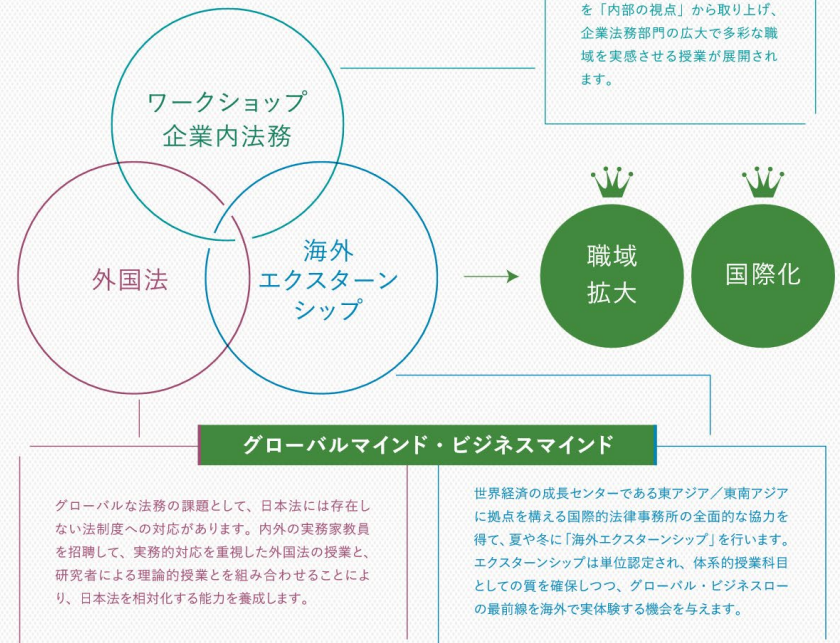 を「内部の視点」から取り上げ、
企業法務部門の広大で多彩な職
域を実感させる授業が展開され
ます。
ワークショップ
企業内法務
外国法
海外
エクスターン
シップ
職域
拡大
国際化
グローバルマインド・ビジネスマインド
グローバルな法務の課題として、日本法には存在し
ない法制度への対応があります。内外の実務家教員
を招聘して、実務的対応を重視した外国法の授業と、
研究者による理論的授業とを組み合わせることによ
り、日本法を相対化する能力を養成します。
世界経済の成長センターである東アジア／東南アジア
に拠点を構える国際的法律事務所の全面的な協力を
得て、夏や冬に「海外エクスターンシップ」を行います。
エクスターンシップは単位認定され、体系的授業科目
としての質を確保しつつ、グローバル・ビジネスロー
の最前線を海外で実体験する機会を与えます。